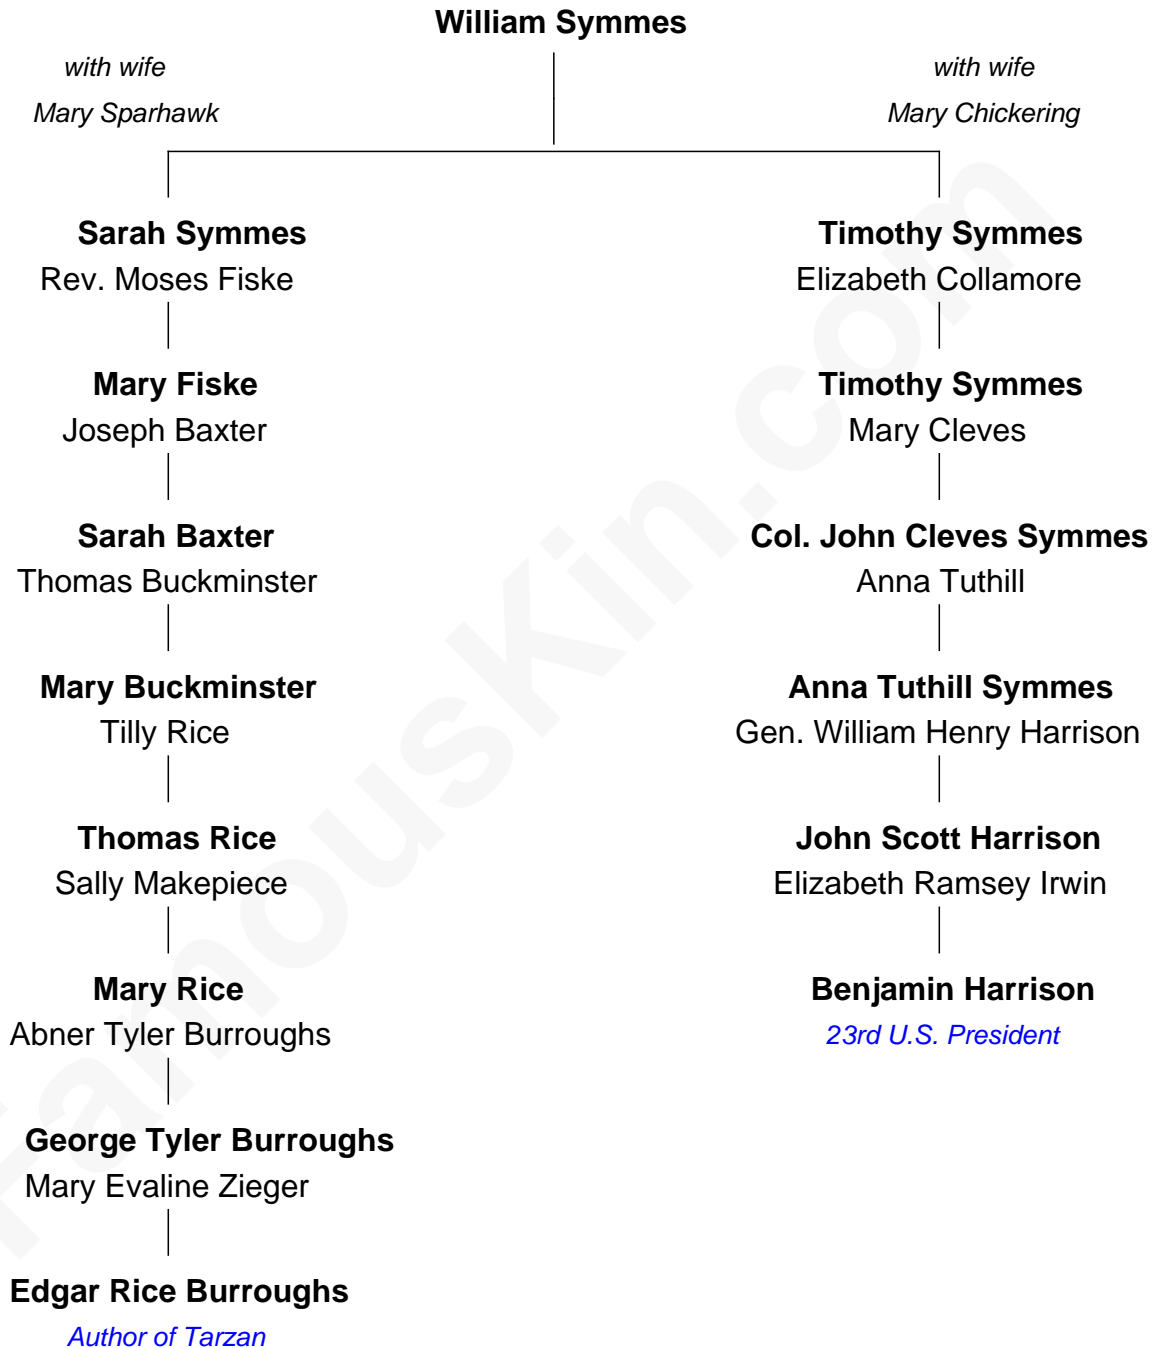 William Symmes
with wife
Mary Sparhawk
with wife
Mary Chickering
Sarah Symmes
Rev. Moses Fiske
Timothy Symmes
Elizabeth Collamore
Mary Fiske
Joseph Baxter
Timothy Symmes
Mary Cleves
Sarah Baxter
Thomas Buckminster
Col. John Cleves Symmes
Anna Tuthill
Mary Buckminster
Tilly Rice
Anna Tuthill Symmes
Gen. William Henry Harrison
Thomas Rice
Sally Makepiece
John Scott Harrison
Elizabeth Ramsey Irwin
Mary Rice
Abner Tyler Burroughs
Benjamin Harrison
23rd U.S. President
George Tyler Burroughs
Mary Evaline Zieger
Edgar Rice Burroughs
Author of Tarzan
FamousKin.com